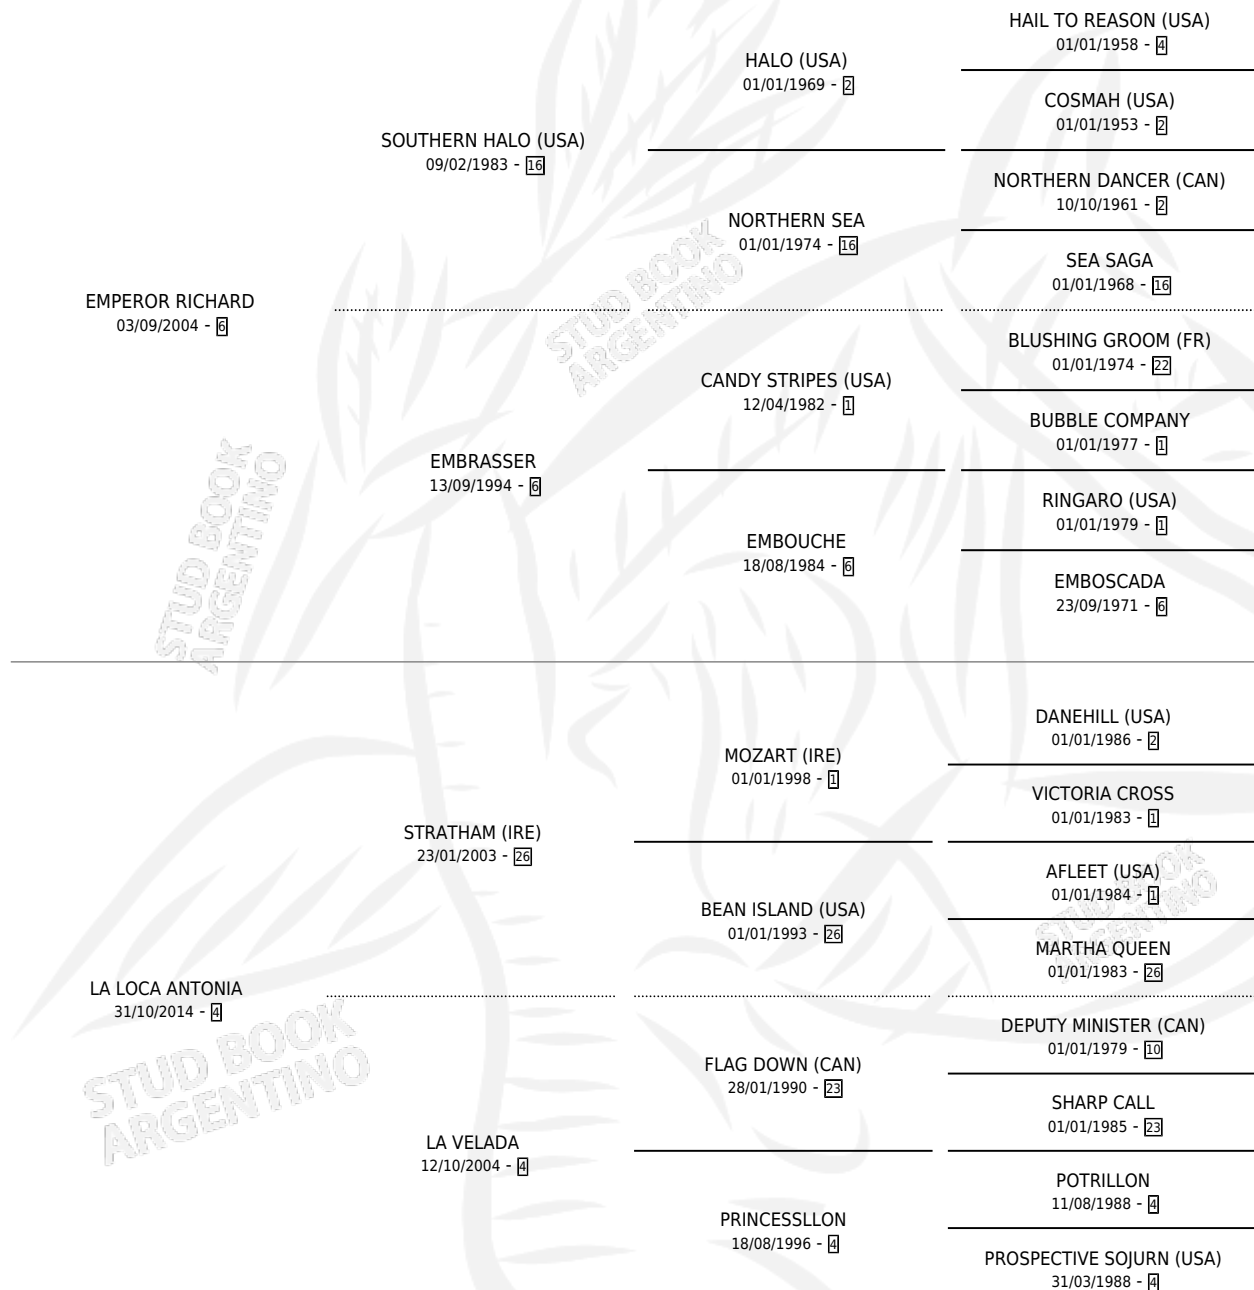 HAIL TO REASON (USA)
01/01/1958 - 4
HALO (USA)
01/01/1969 - 2
COSMAH (USA)
01/01/1953 - 2
SOUTHERN HALO (USA)
09/02/1983 - 16
NORTHERN DANCER (CAN)
10/10/1961 - 2
NORTHERN SEA
01/01/1974 - 16
SEA SAGA
01/01/1968 - 16
EMPEROR RICHARD
03/09/2004 - 6
BLUSHING GROOM (FR)
01/01/1974 - 22
CANDY STRIPES (USA)
12/04/1982 - 1
BUBBLE COMPANY
01/01/1977 - 1
EMBRASSER
13/09/1994 - 6
RINGARO (USA)
01/01/1979 - 1
EMBOUCHE
18/08/1984 - 6
EMBOSCADA
23/09/1971 - 6
DANEHILL (USA)
01/01/1986 - 2
MOZART (IRE)
01/01/1998 - 1
VICTORIA CROSS
01/01/1983 - 1
STRATHAM (IRE)
23/01/2003 - 26
AFLEET (USA)
01/01/1984 - 1
BEAN ISLAND (USA)
01/01/1993 - 26
MARTHA QUEEN
01/01/1983 - 26
LA LOCA ANTONIA
31/10/2014 - 4
DEPUTY MINISTER (CAN)
01/01/1979 - 10
FLAG DOWN (CAN)
28/01/1990 - 23
SHARP CALL
01/01/1985 - 23
LA VELADA
12/10/2004 - 4
POTRILLON
11/08/1988 - 4
PRINCESSLLON
18/08/1996 - 4
PROSPECTIVE SOJURN (USA)
31/03/1988 - 4
STUD BOOK
ARGENTINO
STUD BOOK
ARGENTINO
STUD BOOK
ARGENTINO
STUD BOOK
ARGENTINO